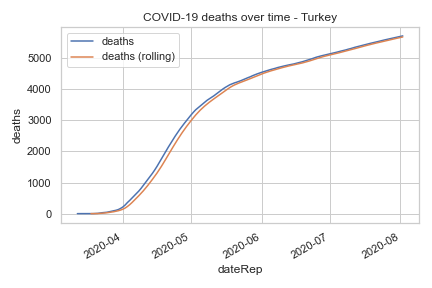 COVID-19 deaths over time - Turkey
deaths
deaths (rolling)
deaths
5000
4000
3000
2000
1000
0
2020-04
2020-05
2020-06
2020-07
2020-08
dateRep